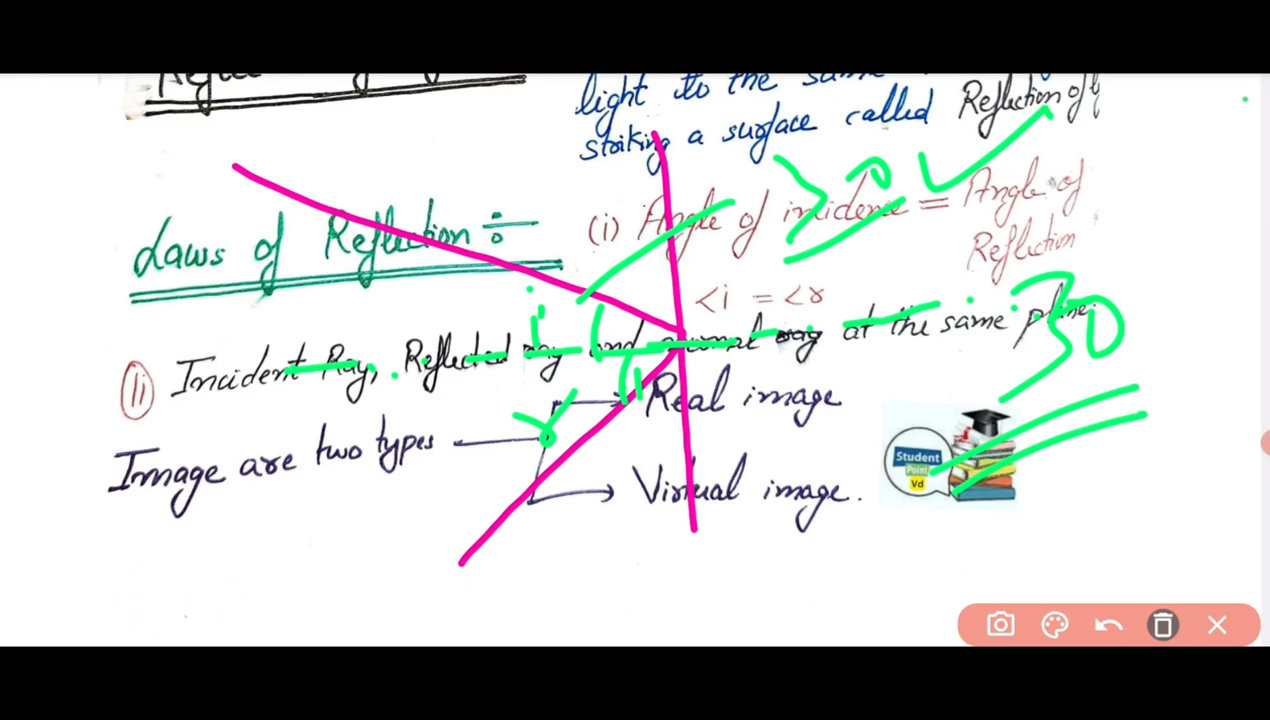 light to the same
striking a surface called Reflection of
Laws of Reflection ÷
(i) Angle of incidence = Angle of
Reflection
<i = <r
(ii) Incident Ray, Reflected Ray and normal ray at the same plane.
i
r
30
Image are two types
Real image
Virtual image.
Student
Point
Vd